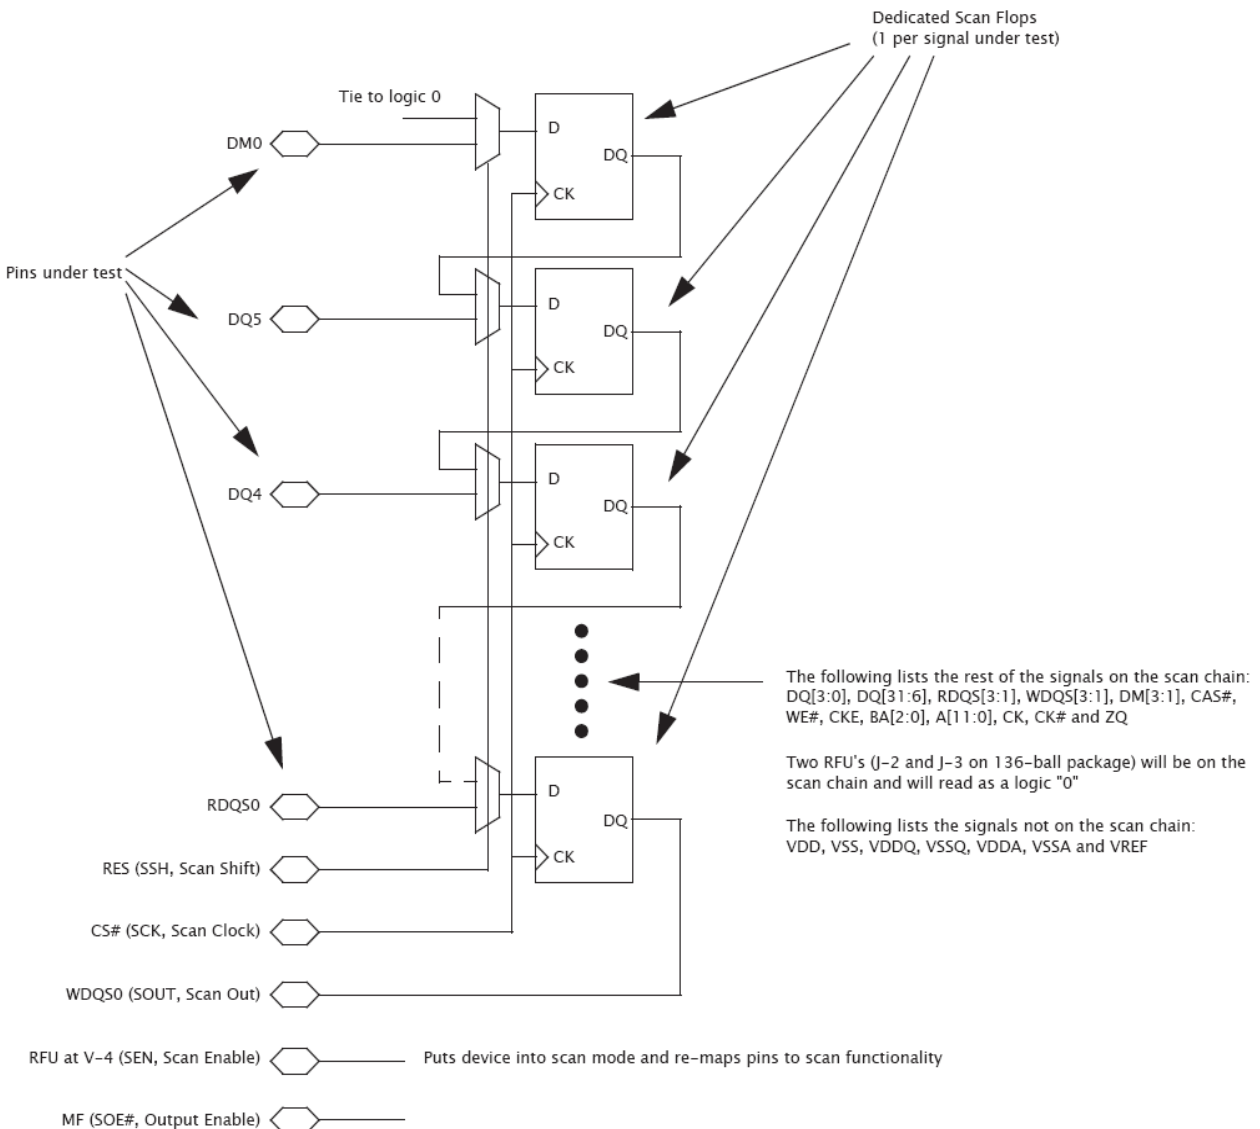 Dedicated Scan Flops
(1 per signal under test)
Tie to logic 0
DM0
D
DQ
CK
Pins under test
DQ5
D
DQ
CK
DQ4
D
DQ
CK
The following lists the rest of the signals on the scan chain:
DQ[3:0], DQ[31:6], RDQS[3:1], WDQS[3:1], DM[3:1], CAS#,
WE#, CKE, BA[2:0], A[11:0], CK, CK# and ZQ
Two RFU's (J-2 and J-3 on 136-ball package) will be on the
scan chain and will read as a logic "0"
The following lists the signals not on the scan chain:
VDD, VSS, VDDQ, VSSQ, VDDA, VSSA and VREF
RDQS0
D
DQ
CK
RES (SSH, Scan Shift)
CS# (SCK, Scan Clock)
WDQS0 (SOUT, Scan Out)
RFU at V-4 (SEN, Scan Enable)
Puts device into scan mode and re-maps pins to scan functionality
MF (SOE#, Output Enable)